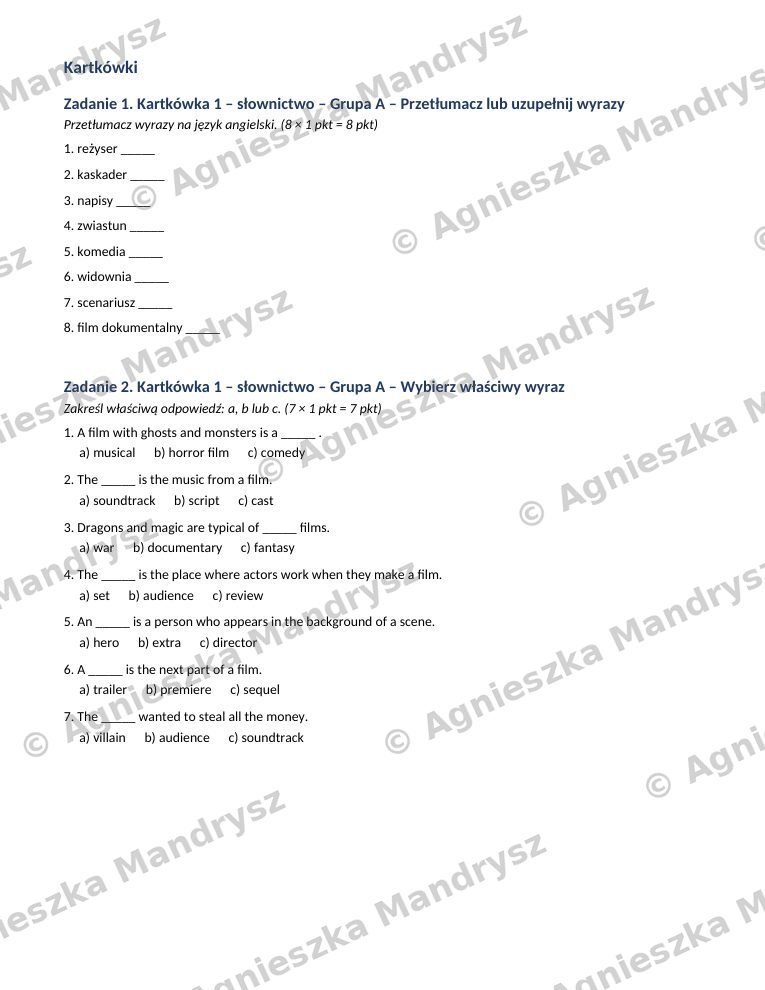 Kartkówki
Zadanie 1. Kartkówka 1 – słownictwo – Grupa A – Przetłumacz lub uzupełnij wyrazy
Przetłumacz wyrazy na język angielski. (8 × 1 pkt = 8 pkt)
1. reżyser _____
2. kaskader _____
3. napisy _____
4. zwiastun _____
5. komedia _____
6. widownia _____
7. scenariusz _____
8. film dokumentalny _____
Zadanie 2. Kartkówka 1 – słownictwo – Grupa A – Wybierz właściwy wyraz
Zakreśl właściwą odpowiedź: a, b lub c. (7 × 1 pkt = 7 pkt)
1. A film with ghosts and monsters is a _____ .
a) musical b) horror film c) comedy
2. The _____ is the music from a film.
a) soundtrack b) script c) cast
3. Dragons and magic are typical of _____ films.
a) war b) documentary c) fantasy
4. The _____ is the place where actors work when they make a film.
a) set b) audience c) review
5. An _____ is a person who appears in the background of a scene.
a) hero b) extra c) director
6. A _____ is the next part of a film.
a) trailer b) premiere c) sequel
7. The _____ wanted to steal all the money.
a) villain b) audience c) soundtrack
© Agnieszka Mandrysz